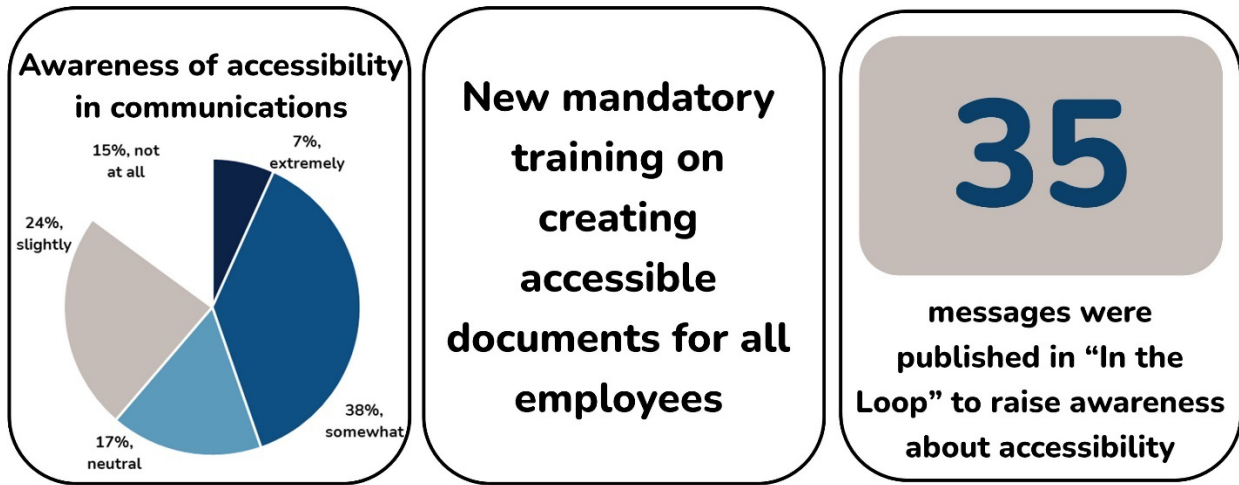 Awareness of accessibility
in communications
15%, not
at all
7%,
extremely
24%,
slightly
38%,
somewhat
17%,
neutral
New mandatory
training on
creating
accessible
documents for all
employees
35
messages were
published in “In the
Loop” to raise awareness
about accessibility